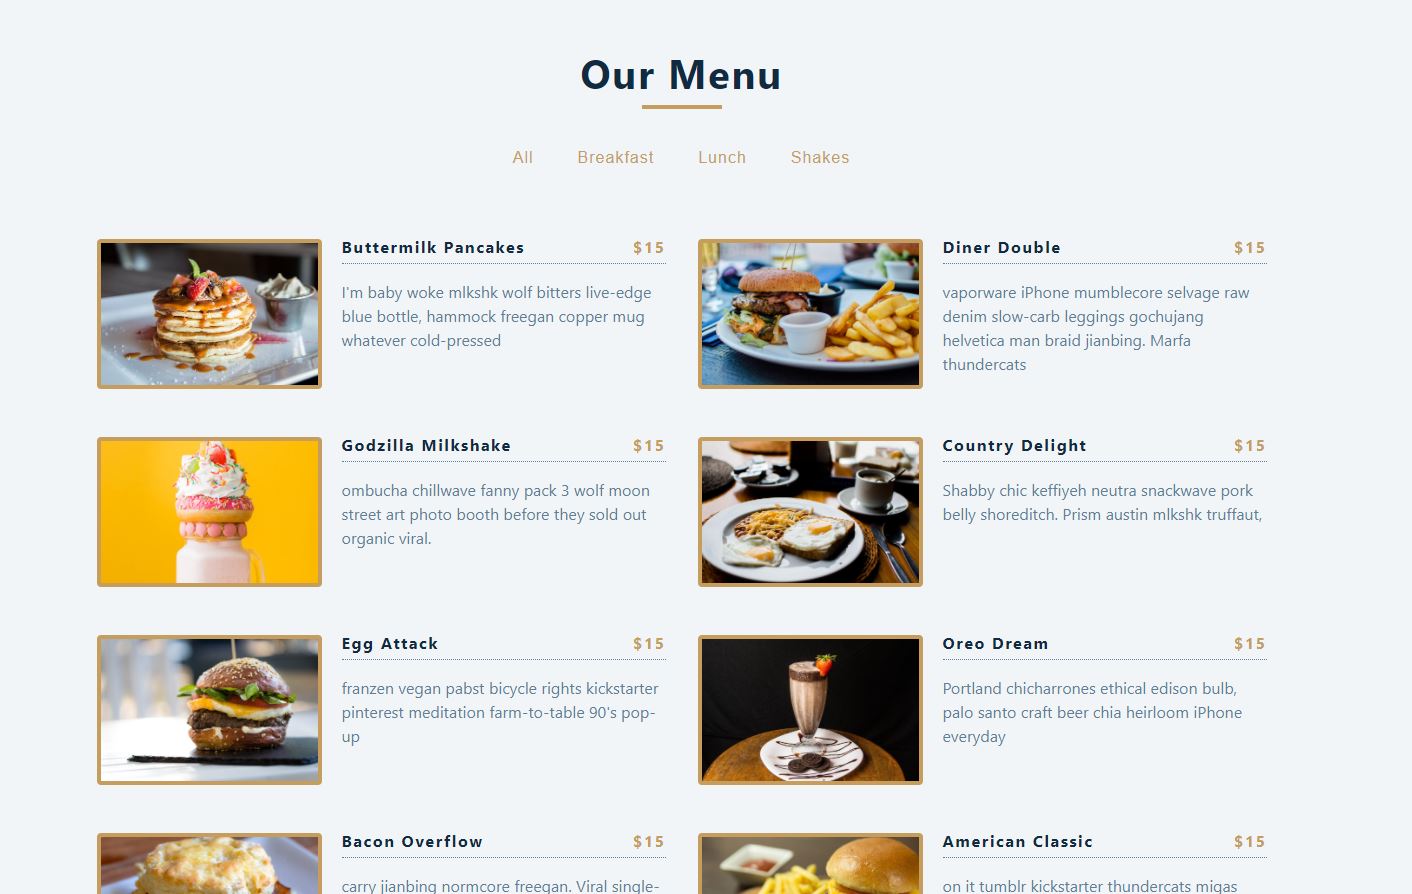 Our Menu
All Breakfast Lunch Shakes
Buttermilk Pancakes $15
I'm baby woke mlkshk wolf bitters live-edge
blue bottle, hammock freegan copper mug
whatever cold-pressed
Diner Double $15
vaporware iPhone mumblecore selvage raw
denim slow-carb leggings gochujang
helvetica man braid jianbing. Marfa
thundercats
Godzilla Milkshake $15
ombucha chillwave fanny pack 3 wolf moon
street art photo booth before they sold out
organic viral.
Country Delight $15
Shabby chic keffiyeh neutra snackwave pork
belly shoreditch. Prism austin mlkshk truffaut,
Egg Attack $15
franzen vegan pabst bicycle rights kickstarter
pinterest meditation farm-to-table 90's pop-
up
Oreo Dream $15
Portland chicharrones ethical edison bulb,
palo santo craft beer chia heirloom iPhone
everyday
Bacon Overflow $15
carry jianbing normcore freegan. Viral single-
American Classic $15
on it tumblr kickstarter thundercats migas